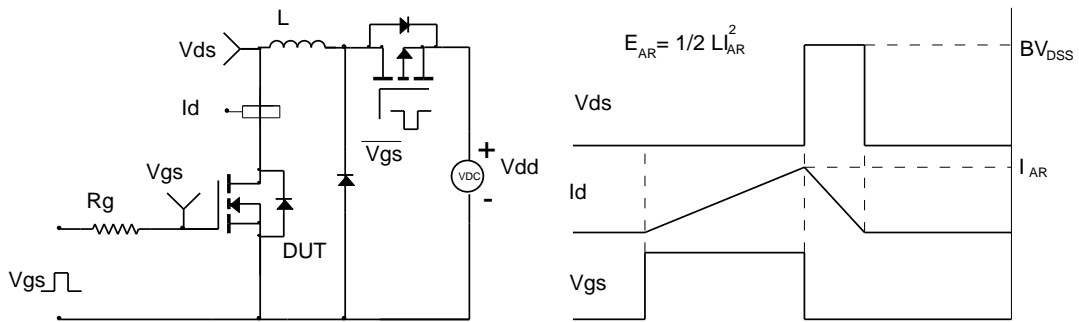 L
Vds
Id
Vgs
Rg
DUT
Vgs
Vgs
VDC
+
-
Vdd
E_AR= 1/2 LI_AR^2
BV_DSS
Vds
I_AR
Id
Vgs